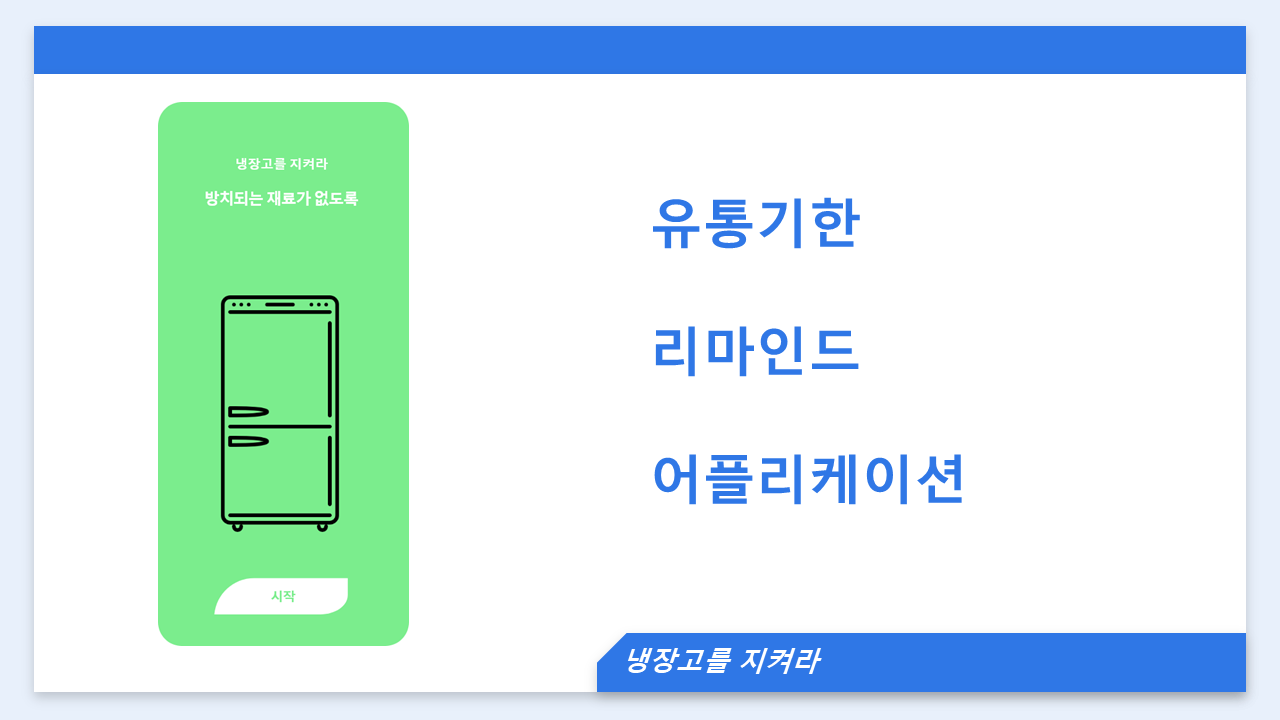 냉장고를 지켜라
방치되는 재료가 없도록
시작
유통기한
리마인드
어플리케이션
냉장고를 지켜라